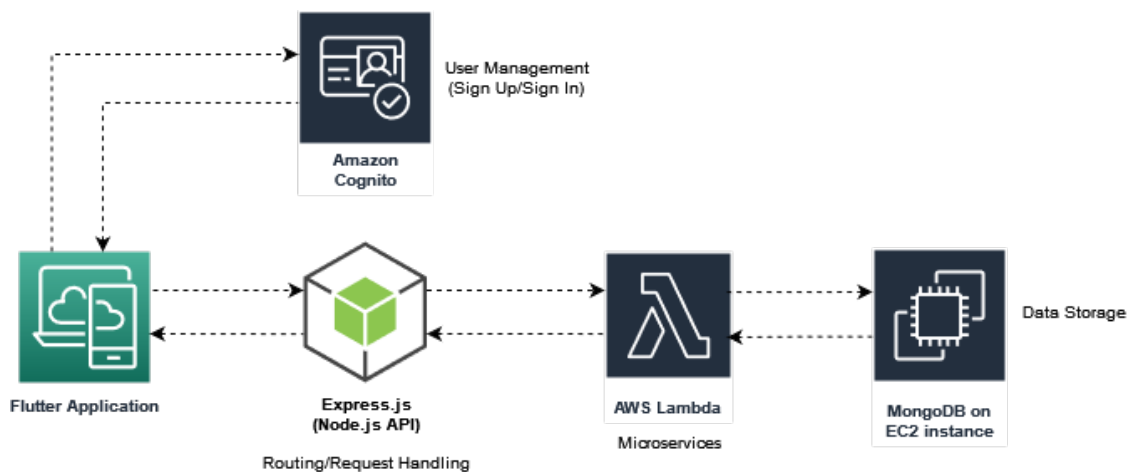 User Management
(Sign Up/Sign In)
Amazon
Cognito
Flutter Application
Express.js
(Node.js API)
Routing/Request Handling
AWS Lambda
Microservices
MongoDB on
EC2 instance
Data Storage